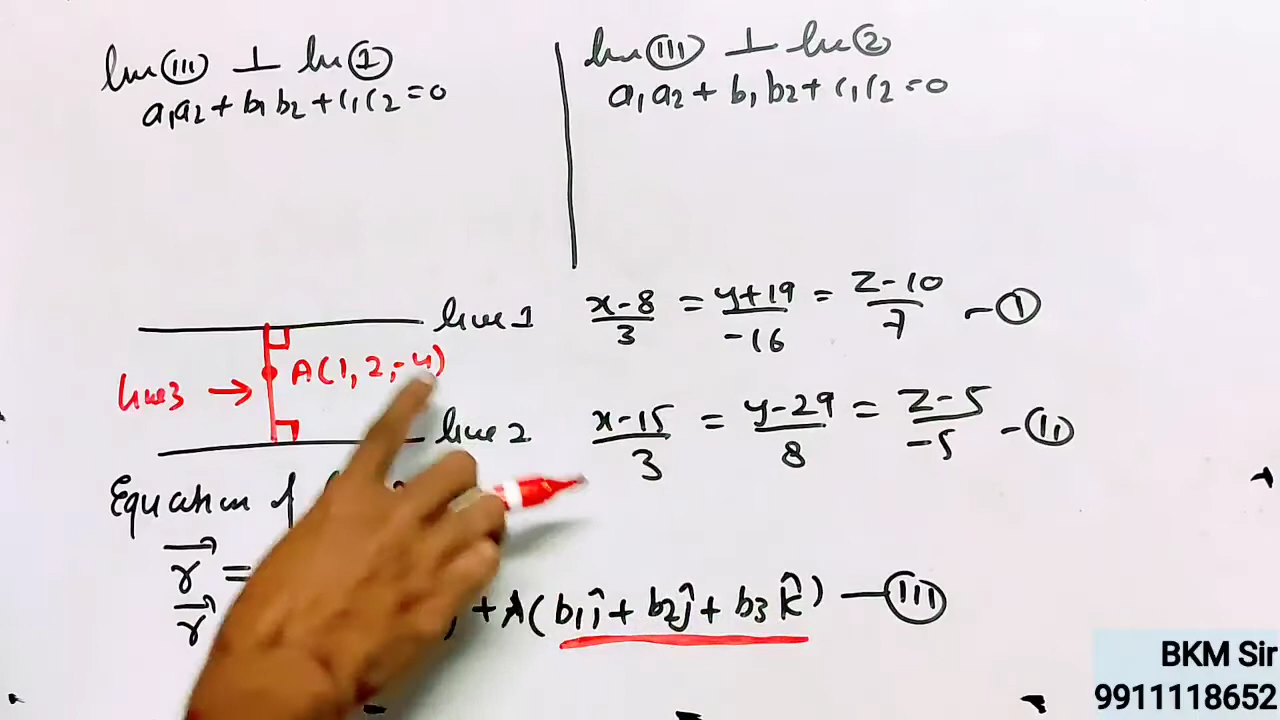 line (III) ⊥ line (1)
a₁a₂ + b₁b₂ + c₁c₂ = 0
line (III) ⊥ line (2)
a₁a₂ + b₁b₂ + c₁c₂ = 0
line 1 (x-8)/3 = (y+19)/-16 = (z-10)/7 - (1)
line 3 → A(1, 2, -4)
line 2 (x-15)/3 = (y-29)/8 = (z-5)/-5 - (II)
Equation of
r⃗ =
r⃗ + λ(b₁î + b₂ĵ + b₃k̂) — (III)
BKM Sir
9911118652